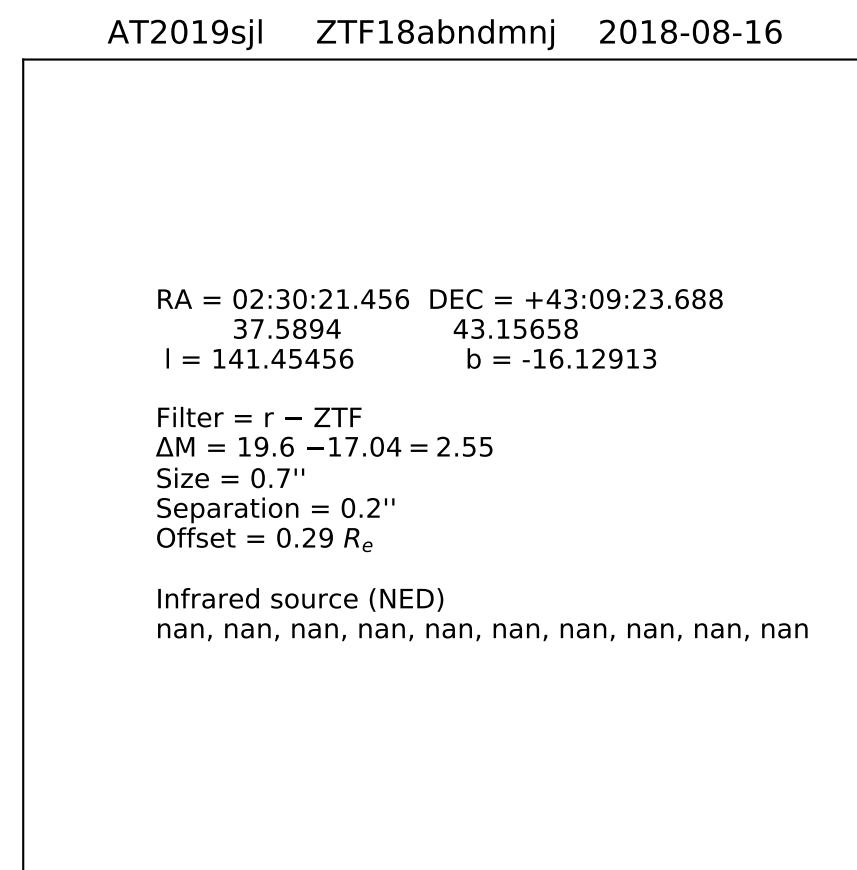 AT2019sjl ZTF18abndmnj 2018-08-16
RA = 02:30:21.456 DEC = +43:09:23.688
37.5894 43.15658
l = 141.45456 b = -16.12913
Filter = r − ZTF
ΔM = 19.6 −17.04 = 2.55
Size = 0.7''
Separation = 0.2''
Offset = 0.29 Rₑ
Infrared source (NED)
nan, nan, nan, nan, nan, nan, nan, nan, nan, nan